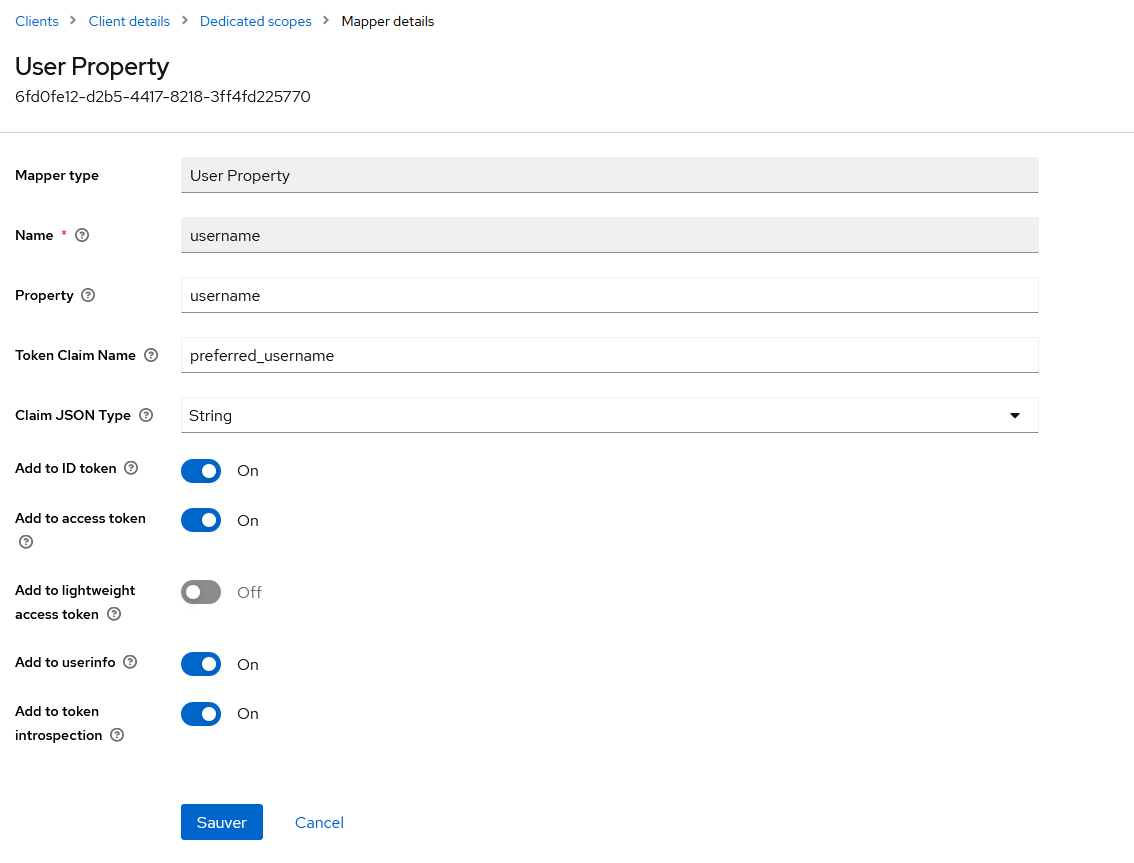 Clients > Client details > Dedicated scopes > Mapper details
User Property
6fd0fe12-d2b5-4417-8218-3ff4fd225770
Mapper type User Property
Name * username
Property username
Token Claim Name preferred_username
Claim JSON Type String
Add to ID token On
Add to access token On
Add to lightweight
access token Off
Add to userinfo On
Add to token
introspection On
Sauver Cancel